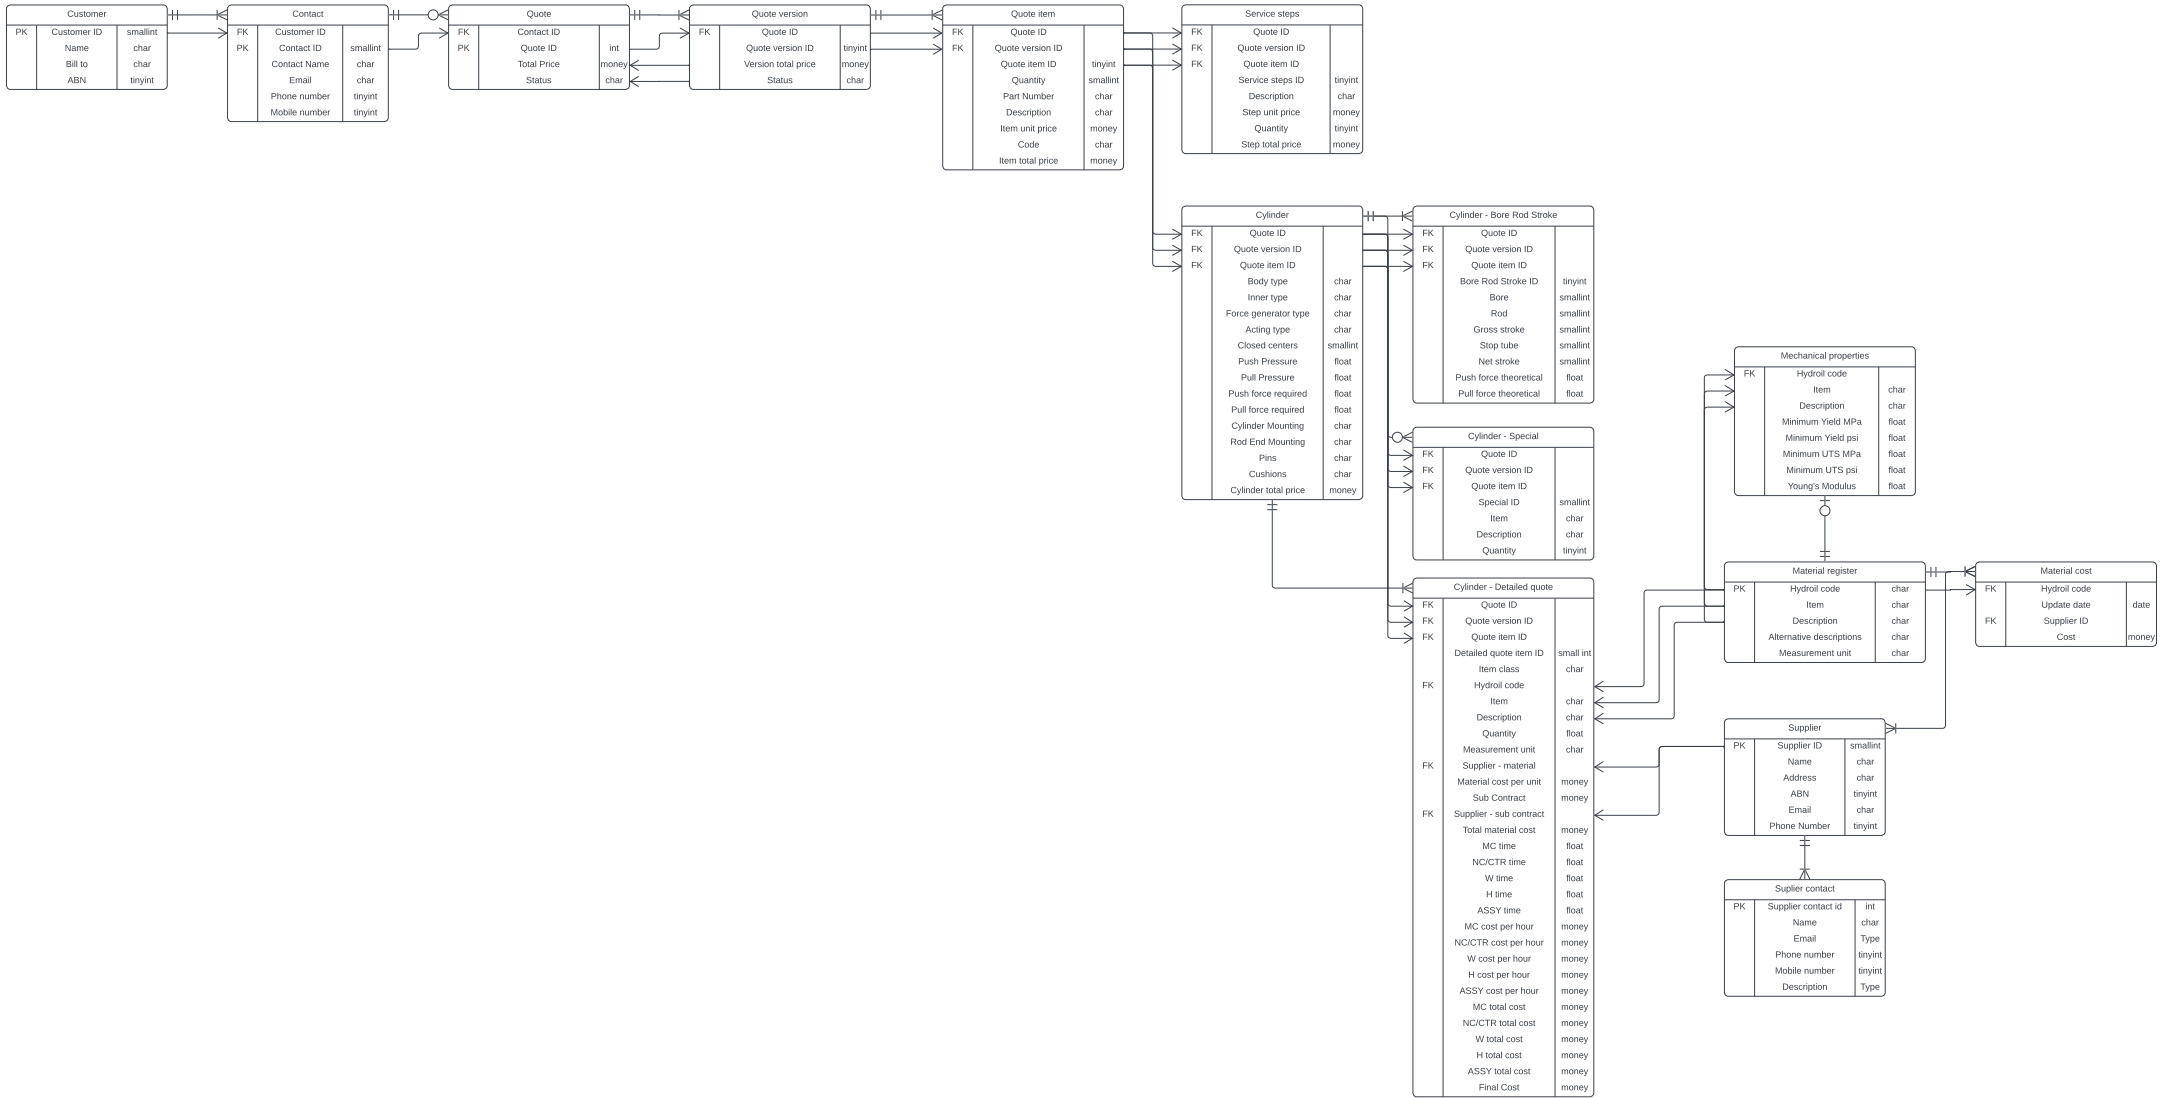 Customer
PK Customer ID smallint
Name char
Bill to char
ABN tinyint
Contact
FK Customer ID
PK Contact ID smallint
Contact Name char
Email char
Phone number tinyint
Mobile number tinyint
Quote
FK Contact ID
PK Quote ID int
Total Price money
Status char
Quote version
FK Quote ID
Quote version ID tinyint
Version total price money
Status char
Quote item
FK Quote ID
FK Quote version ID
Quote item ID tinyint
Quantity smallint
Part Number char
Description char
Item unit price money
Code char
Item total price money
Service steps
FK Quote ID
FK Quote version ID
FK Quote item ID
Service steps ID tinyint
Description char
Step unit price money
Quantity tinyint
Step total price money
Cylinder
FK Quote ID
FK Quote version ID
FK Quote item ID
Body type char
Inner type char
Force generator type char
Acting type char
Closed centers smallint
Push Pressure float
Pull Pressure float
Push force required float
Pull force required float
Cylinder Mounting char
Rod End Mounting char
Pins char
Cushions char
Cylinder total price money
Cylinder - Bore Rod Stroke
FK Quote ID
FK Quote version ID
FK Quote item ID
Bore Rod Stroke ID tinyint
Bore smallint
Rod smallint
Gross stroke smallint
Stop tube smallint
Net stroke smallint
Push force theoretical float
Pull force theoretical float
Cylinder - Special
FK Quote ID
FK Quote version ID
FK Quote item ID
Special ID smallint
Item char
Description char
Quantity tinyint
Cylinder - Detailed quote
FK Quote ID
FK Quote version ID
FK Quote item ID
Detailed quote item ID small int
Item class char
FK Hydroil code
Item char
Description char
Quantity float
Measurement unit char
FK Supplier - material
Material cost per unit money
Sub Contract money
FK Supplier - sub contract
Total material cost money
MC time float
NC/CTR time float
W time float
H time float
ASSY time float
MC cost per hour money
NC/CTR cost per hour money
W cost per hour money
H cost per hour money
ASSY cost per hour money
MC total cost money
NC/CTR total cost money
W total cost money
H total cost money
ASSY total cost money
Final Cost money
Mechanical properties
FK Hydroil code
Item char
Description char
Minimum Yield MPa float
Minimum Yield psi float
Minimum UTS MPa float
Minimum UTS psi float
Young's Modulus float
Material register
PK Hydroil code char
Item char
Description char
Alternative descriptions char
Measurement unit char
Material cost
FK Hydroil code
Update date date
FK Supplier ID
Cost money
Supplier
PK Supplier ID smallint
Name char
Address char
ABN tinyint
Email char
Phone Number tinyint
Suplier contact
PK Supplier contact id int
Name char
Email Type
Phone number tinyint
Mobile number tinyint
Description Type